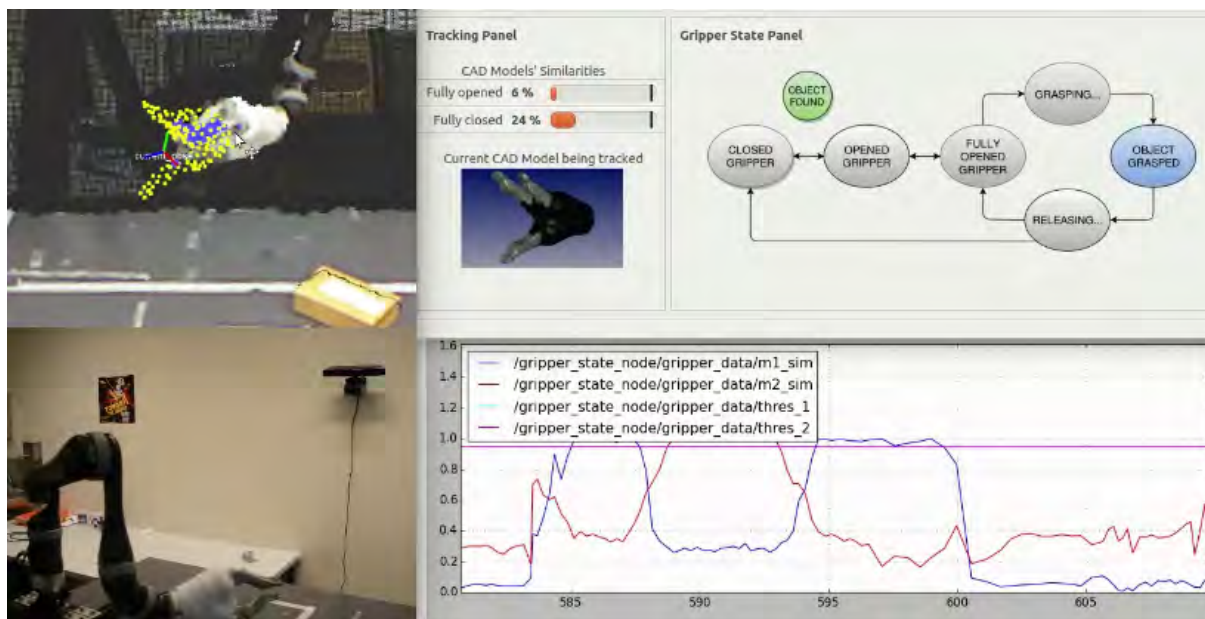 Tracking Panel
CAD Models' Similarities
Fully opened 6 %
Fully closed 24 %
Current CAD Model being tracked
Gripper State Panel
OBJECT
FOUND
GRASPING...
CLOSED
GRIPPER
OPENED
GRIPPER
FULLY
OPENED
GRIPPER
OBJECT
GRASPED
RELEASING...
/gripper_state_node/gripper_data/m1_sim
/gripper_state_node/gripper_data/m2_sim
/gripper_state_node/gripper_data/thres_1
/gripper_state_node/gripper_data/thres_2
1.6
1.4
1.2
1.0
0.8
0.6
0.4
0.2
0.0
585
590
595
600
605